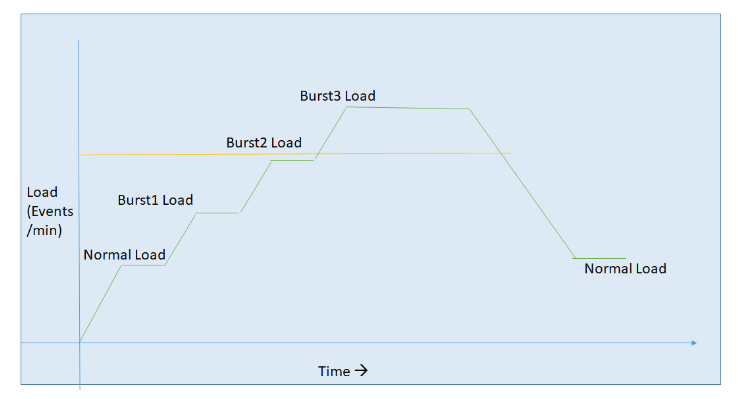 Burst3 Load
Burst2 Load
Load
(Events
/min)
Burst1 Load
Normal Load
Normal Load
Time →